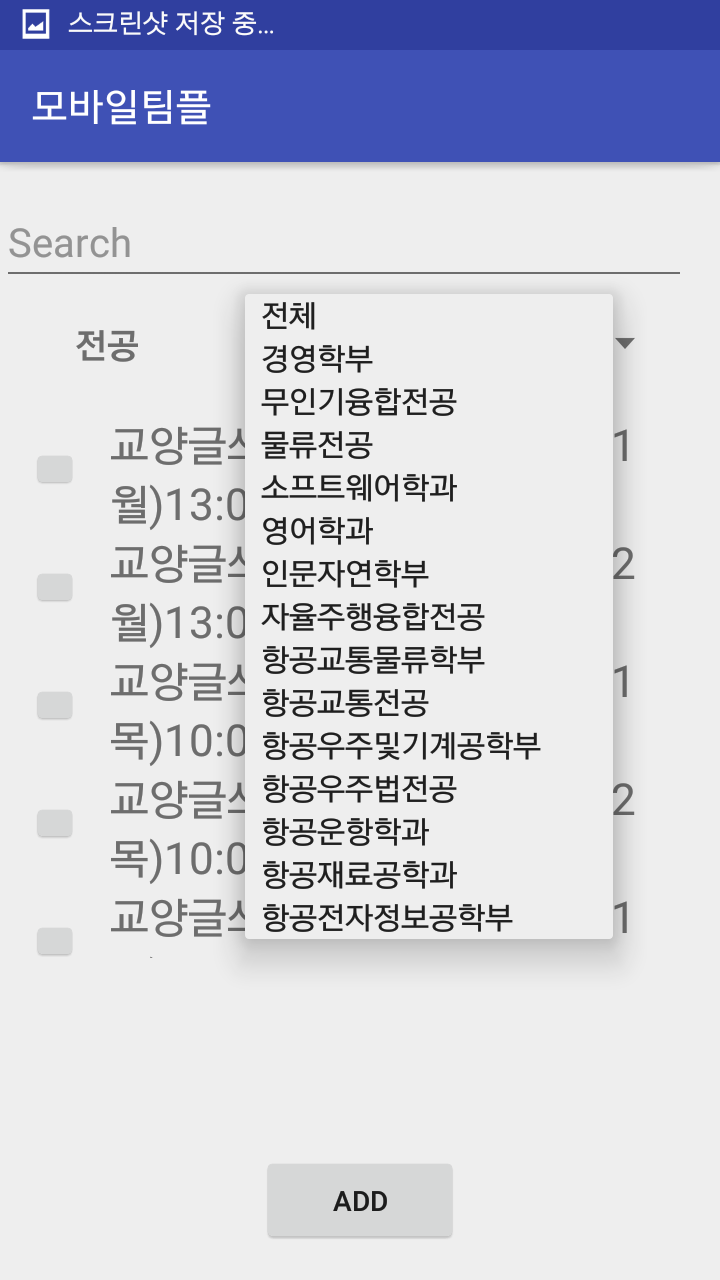 스크린샷 저장 중...
모바일팀플
Search
전공
전체
경영학부
무인기융합전공
물류전공
소프트웨어학과
영어학과
인문자연학부
자율주행융합전공
항공교통물류학부
항공교통전공
항공우주및기계공학부
항공우주법전공
항공운항학과
항공재료공학과
항공전자정보공학부
교양글 1
월)13:0
교양글 2
월)13:0
교양글 1
목)10:0
교양글 2
목)10:0
교양글 1
ADD